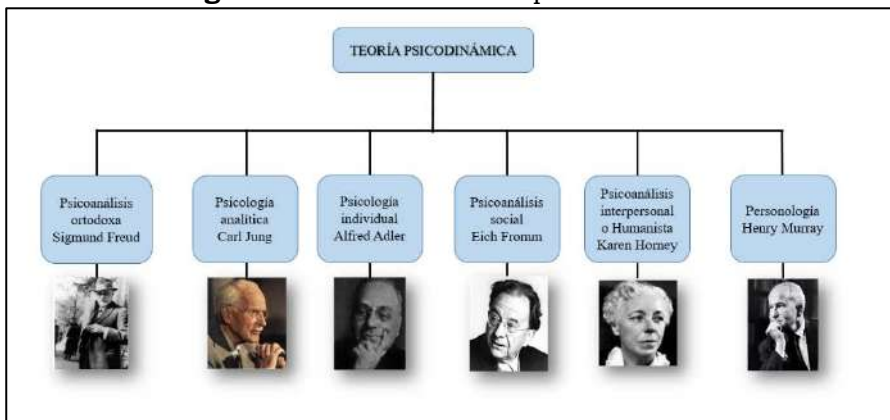 TEORÍA PSICODINÁMICA
Psicoanálisis
ortodoxa
Sigmund Freud
Psicología
analítica
Carl Jung
Psicología
individual
Alfred Adler
Psicoanálisis
social
Eich Fromm
Psicoanálisis
interpersonal
o Humanista
Karen Horney
Personología
Henry Murray